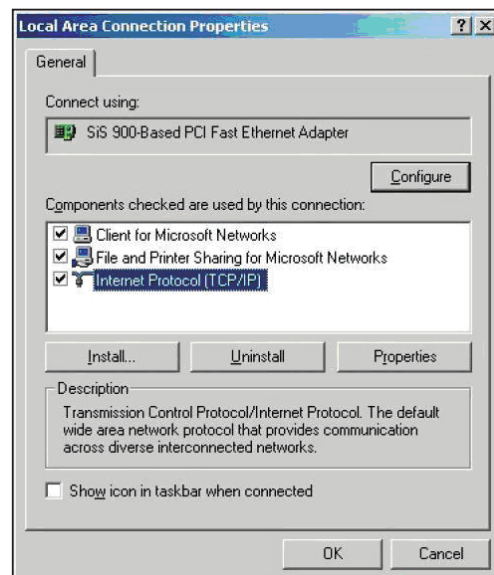 Local Area Connection Properties
General
Connect using:
SiS 900-Based PCI Fast Ethernet Adapter
Configure
Components checked are used by this connection:
Client for Microsoft Networks
File and Printer Sharing for Microsoft Networks
Internet Protocol (TCP/IP)
Install... Uninstall Properties
Description
Transmission Control Protocol/Internet Protocol. The default
wide area network protocol that provides communication
across diverse interconnected networks.
Show icon in taskbar when connected
OK Cancel